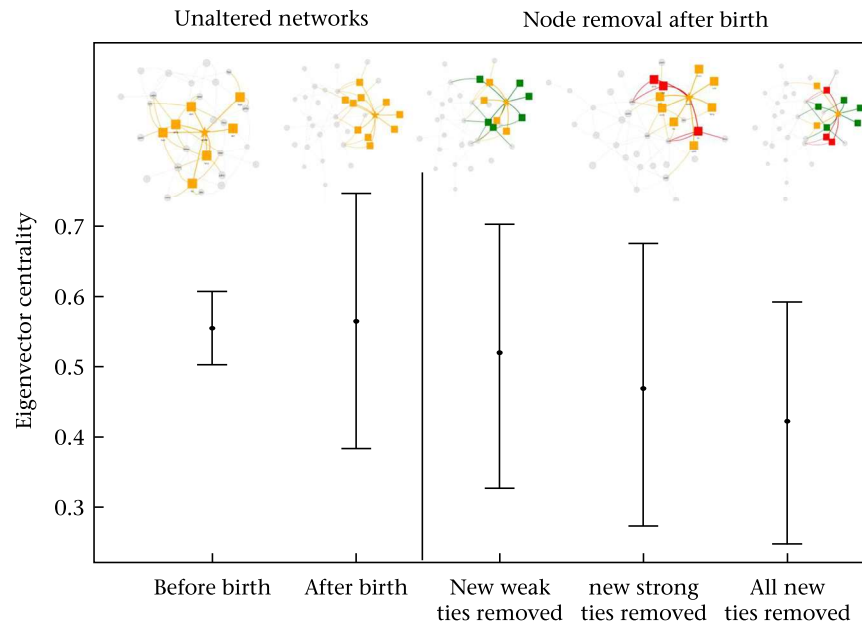 Unaltered networks
Node removal after birth
Eigenvector centrality
0.7
0.6
0.5
0.4
0.3
Before birth
After birth
New weak
ties removed
new strong
ties removed
All new
ties removed